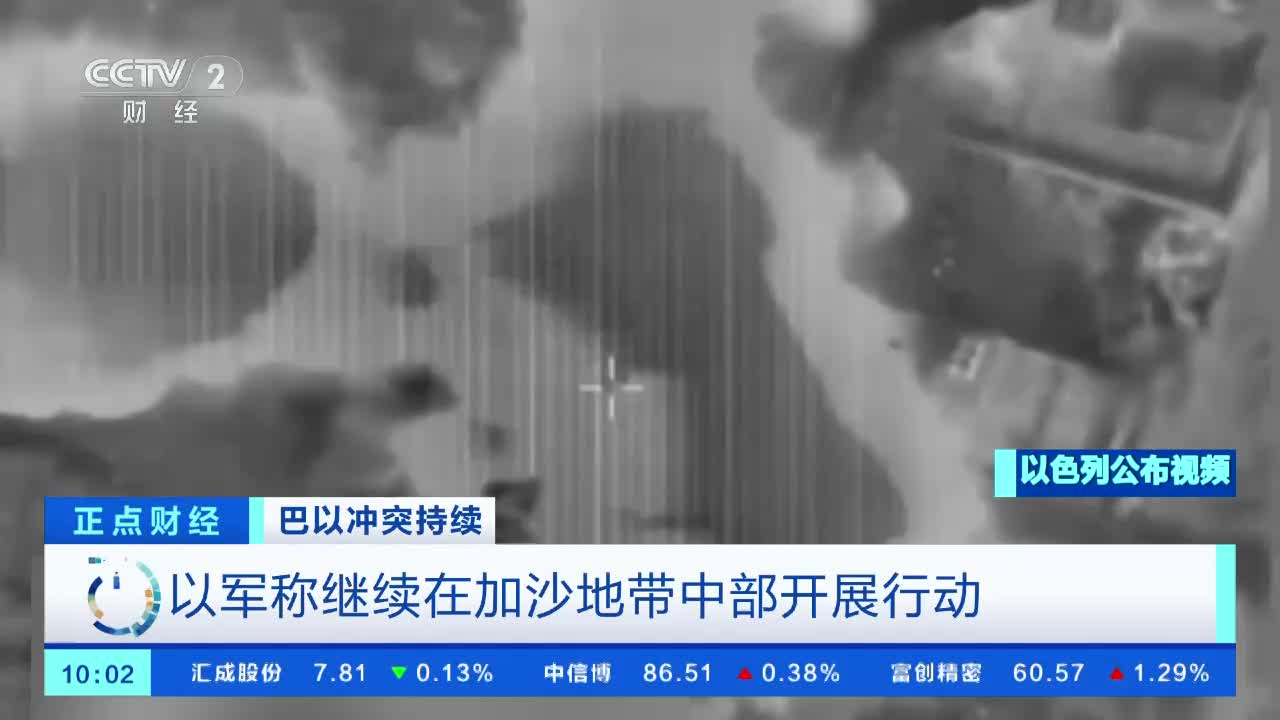 CCTV 2
财 经
以色列公布视频
正点财经
巴以冲突持续
以军称继续在加沙地带中部开展行动
10:02 汇成股份 7.81 ▼ 0.13% 中信博 86.51 ▲ 0.38% 富创精密 60.57 ▲ 1.29%